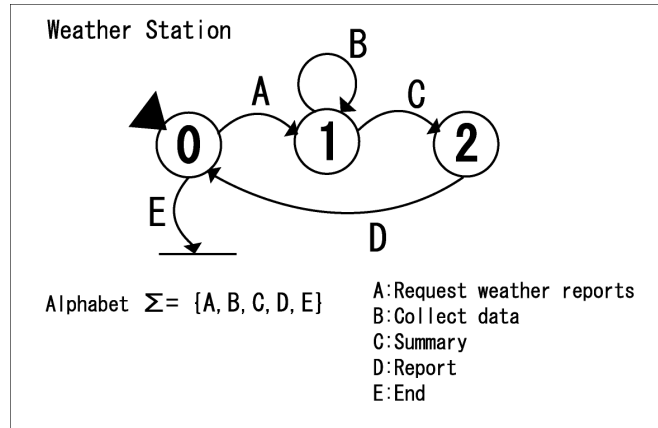 Weather Station
B
A
C
0
1
2
E
D
Alphabet Σ= {A,B,C,D,E}
A:Request weather reports
B:Collect data
C:Summary
D:Report
E:End